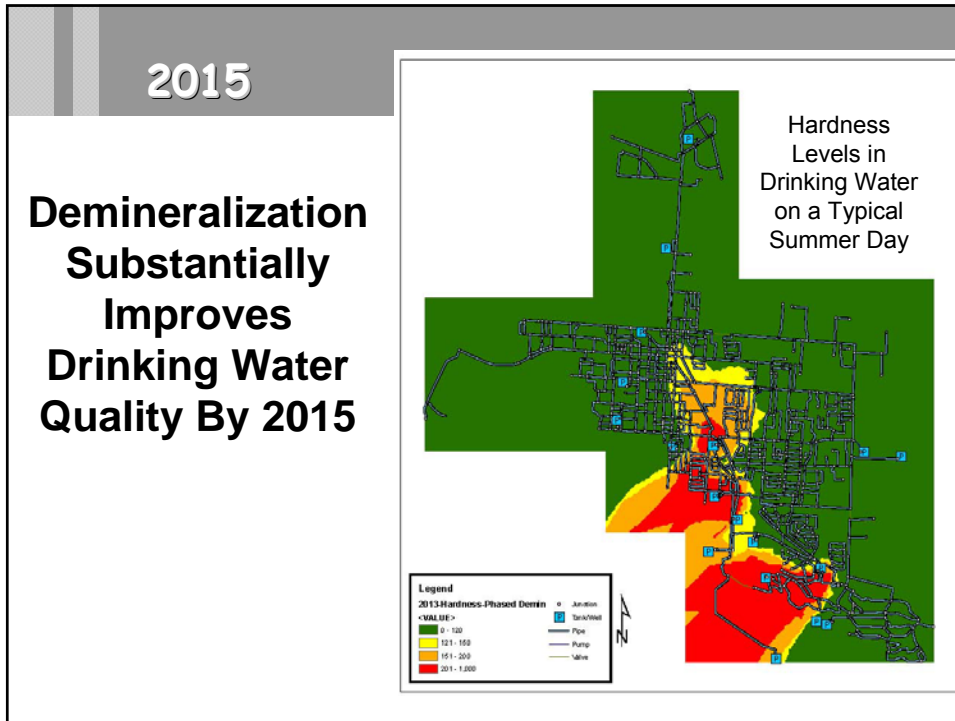 2015
Demineralization
Substantially
Improves
Drinking Water
Quality By 2015
Hardness
Levels in
Drinking Water
on a Typical
Summer Day
Legend
2013-Hardness-Phased Demin
<VALUE>
0 - 120
121 - 150
151 - 200
201 - 1,000
Junction
P Tank/Well
Pipe
Pump
Valve
N